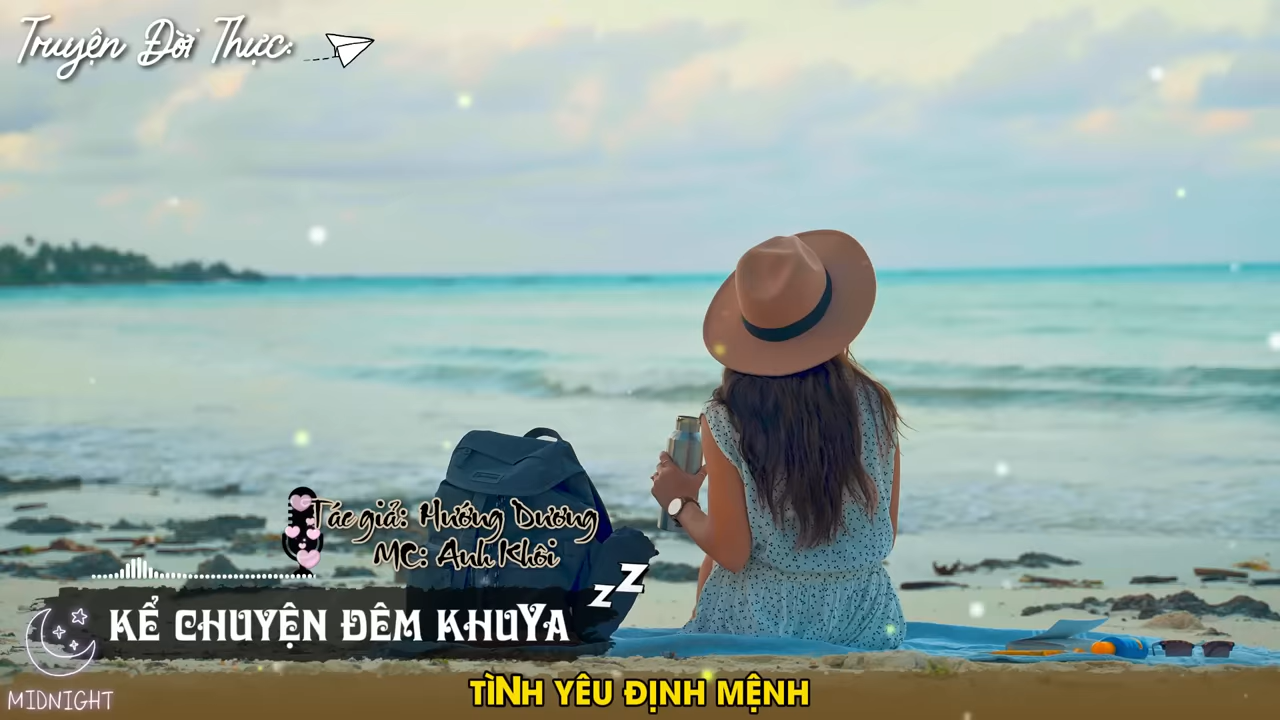 Truyện Đời Thực:
Tác giả: Hướng Dương
MC: Anh Khôi
z Z
KỂ CHUYỆN ĐÊM KHUYA
MIDNIGHT
TÌNH YÊU ĐỊNH MỆNH